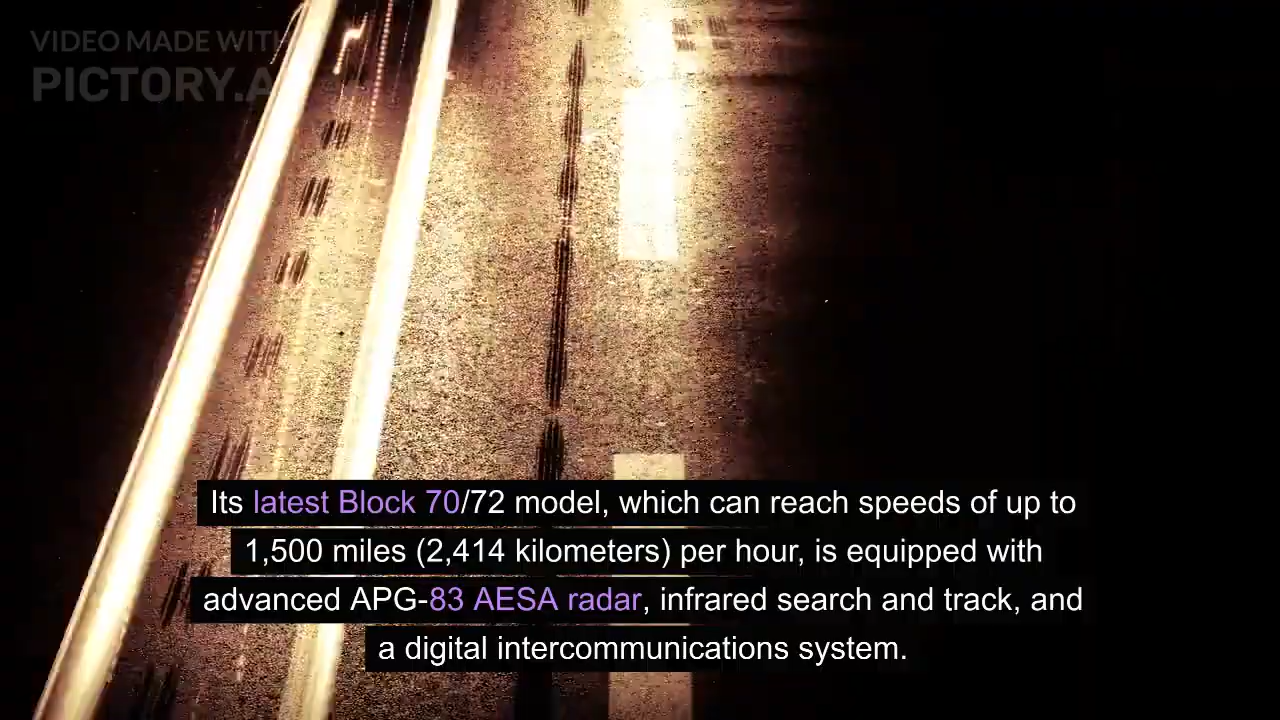 VIDEO MADE WITH
PICTORY.A
Its latest Block 70/72 model, which can reach speeds of up to
1,500 miles (2,414 kilometers) per hour, is equipped with
advanced APG-83 AESA radar, infrared search and track, and
a digital intercommunications system.